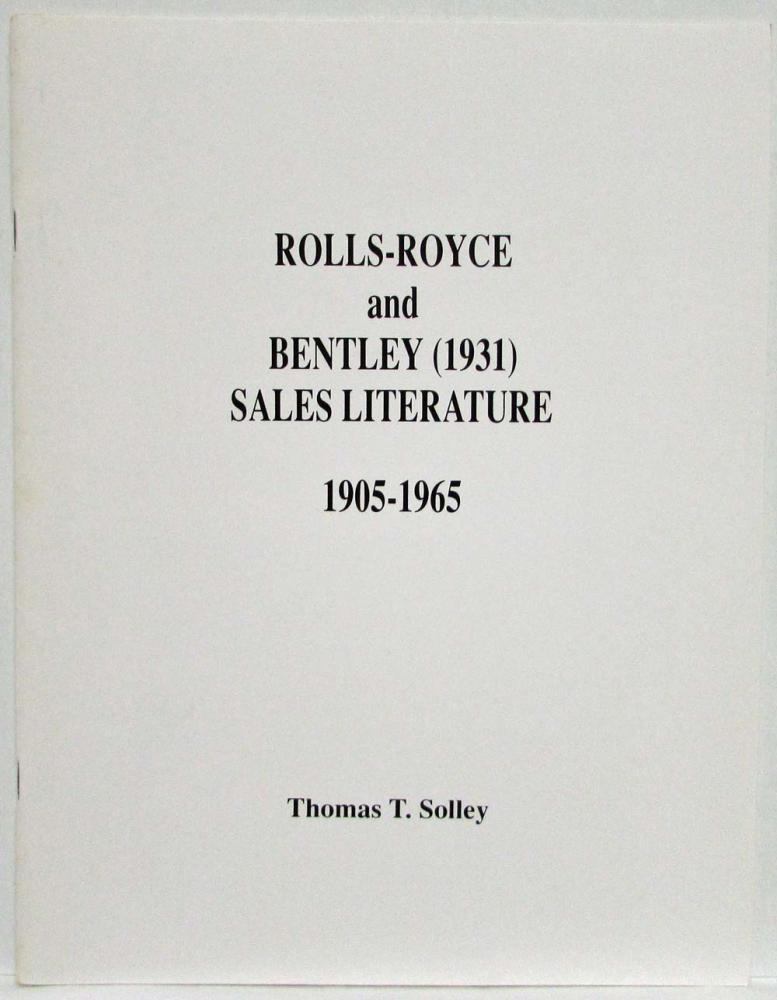 ROLLS-ROYCE
and
BENTLEY (1931)
SALES LITERATURE
1905-1965
Thomas T. Solley